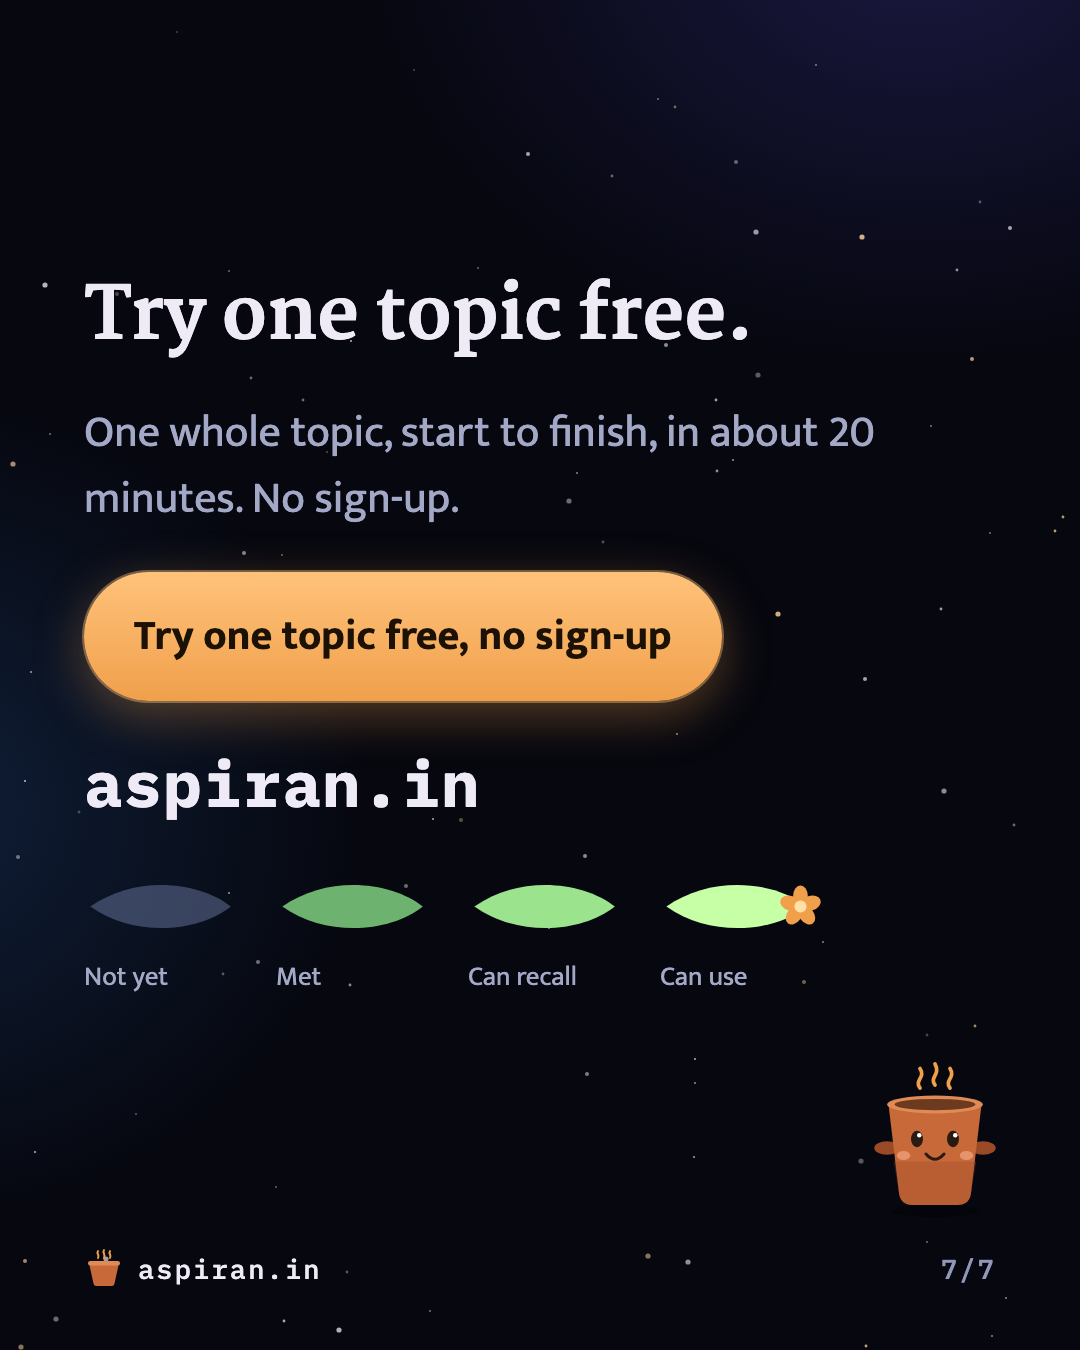 Try one topic free.
One whole topic, start to finish, in about 20
minutes. No sign-up.
Try one topic free, no sign-up
aspiran.in
Not yet
Met
Can recall
Can use
aspiran.in
7/7